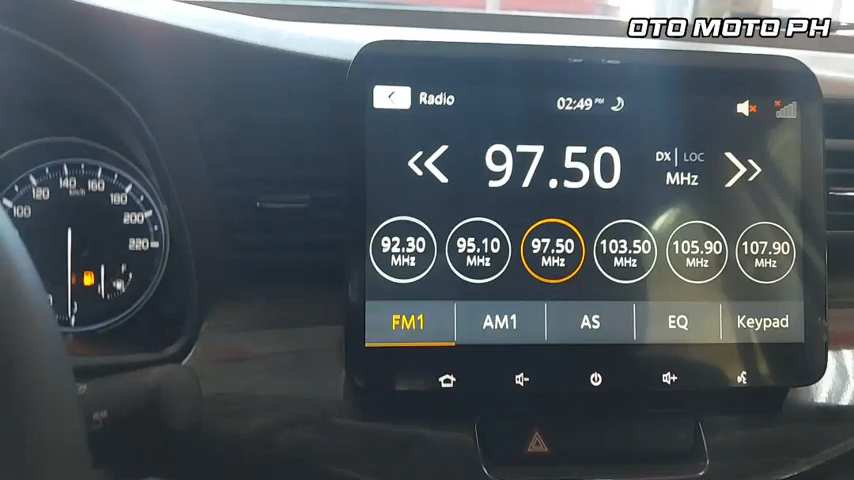 OTO MOTO PH
Radio
02:49 PM
97.50
MHz
DX | LOC
MHz
92.30
MHz
95.10
MHz
97.50
MHz
103.50
MHz
105.90
MHz
107.90
MHz
FM1
AM1
AS
EQ
Keypad
100
120
140
160
180
200
220
km/h
F